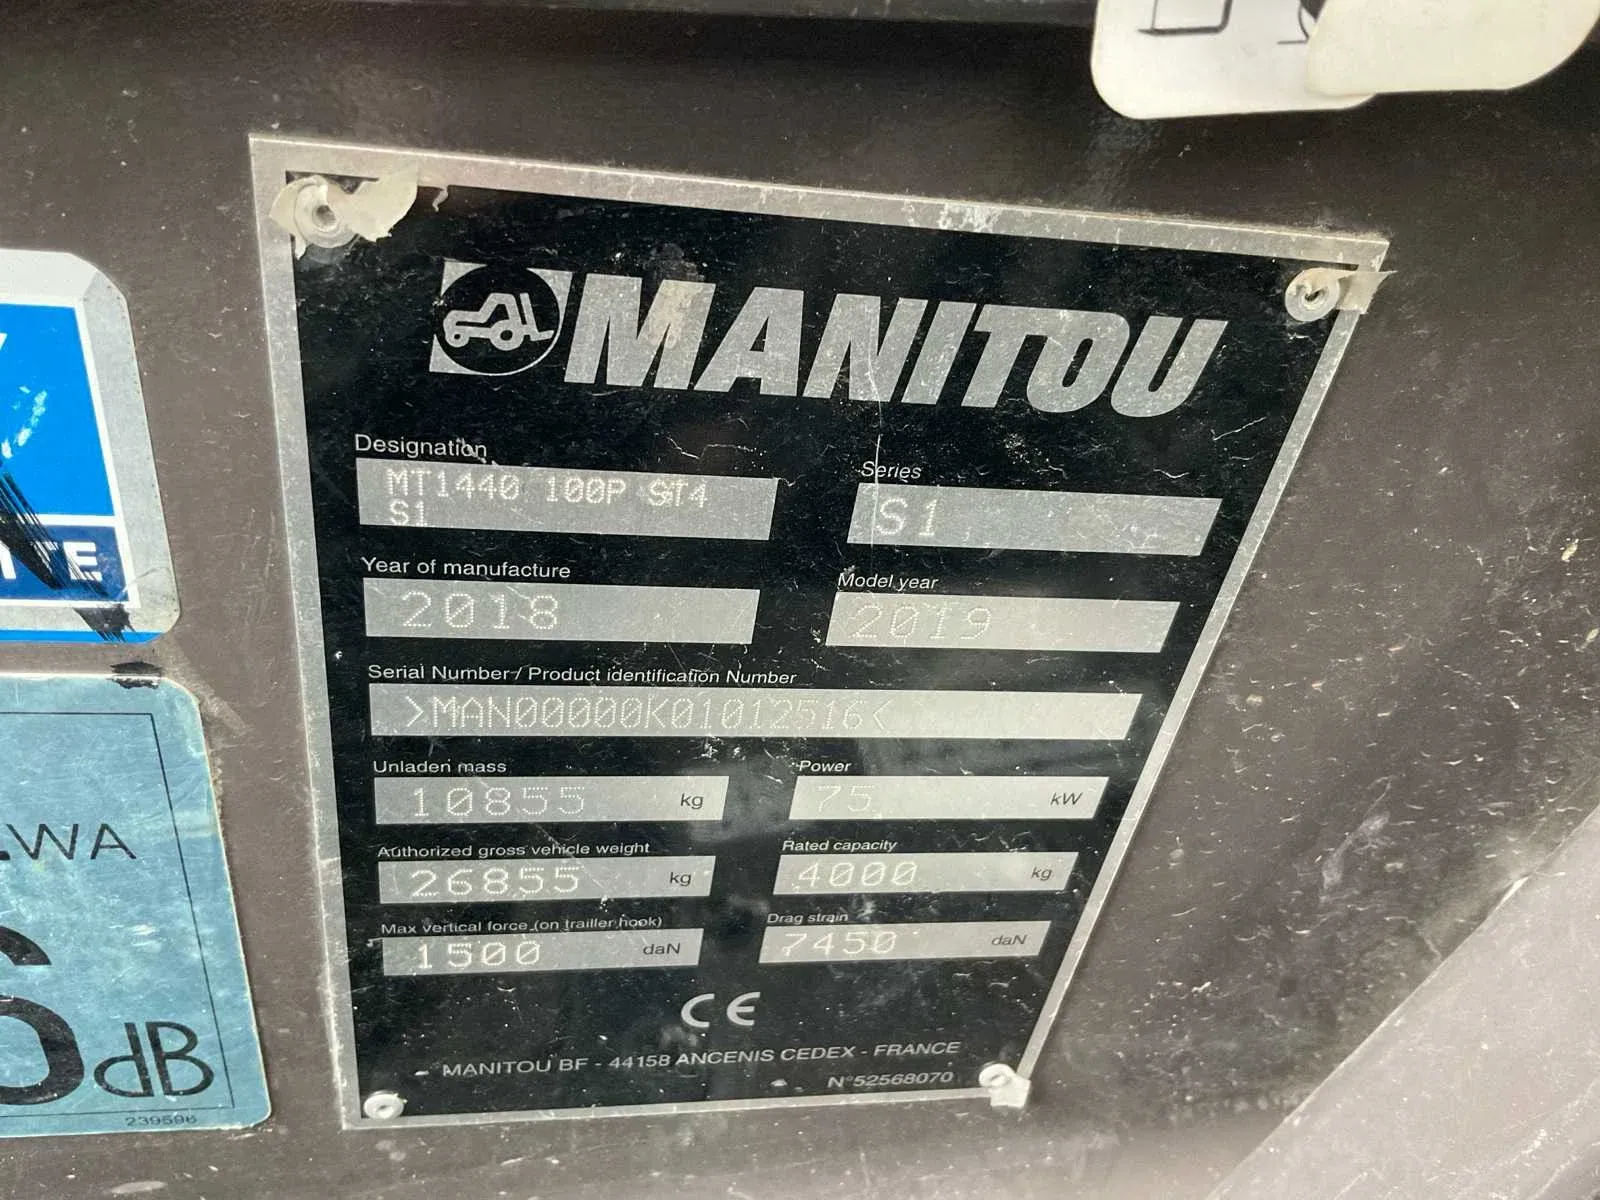 MANITOU
Designation
MT1440 100P ST4
S1
Series
S1
Year of manufacture
2018
Model year
2019
Serial Number / Product identification Number
>MAN00000K01012516<
Unladen mass
10855 kg
Power
75 kW
Authorized gross vehicle weight
26855 kg
Rated capacity
4000 kg
Max vertical force (on trailler hook)
1500 daN
Drag strain
7450 daN
CE
MANITOU BF - 44158 ANCENIS CEDEX - FRANCE
N°52568070
WA
dB
239596